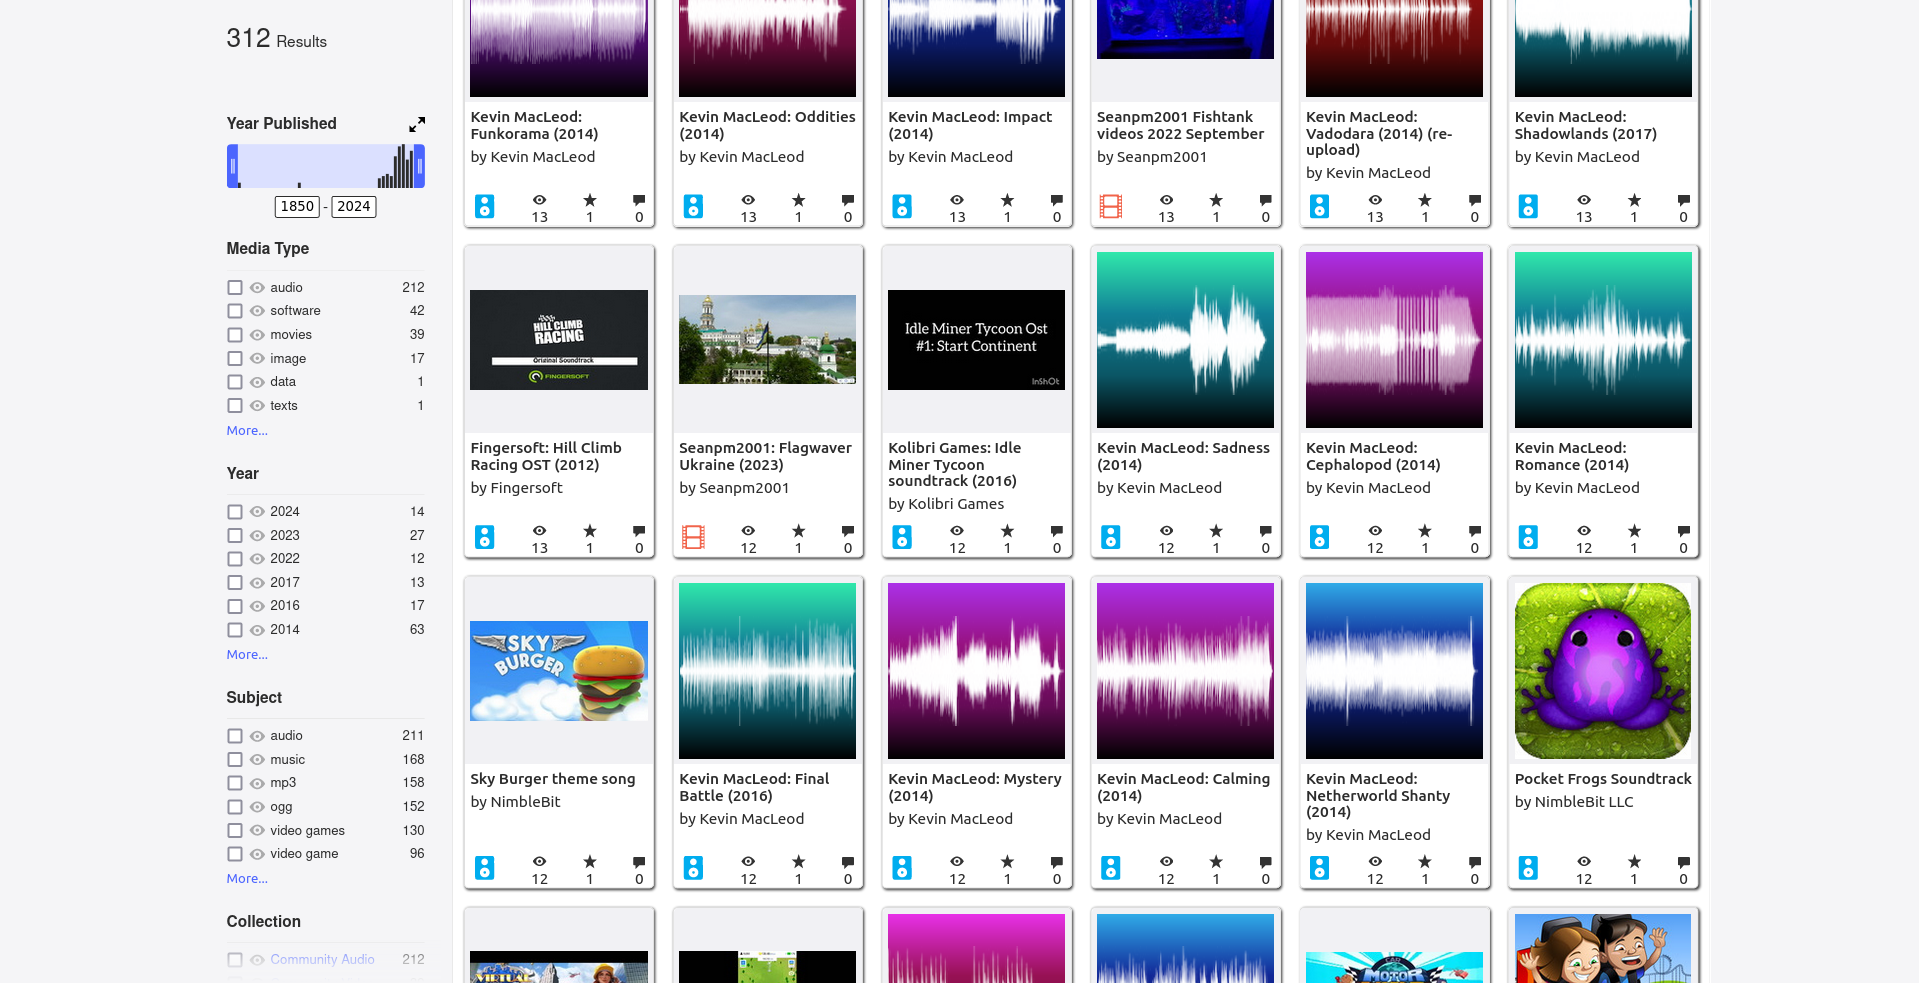 312 Results
Year Published
1850 - 2024
Media Type
audio 212
software 42
movies 39
image 17
data 1
texts 1
More...
Year
2024 14
2023 27
2022 12
2017 13
2016 17
2014 63
More...
Subject
audio 211
music 168
mp3 158
ogg 152
video games 130
video game 96
More...
Collection
Community Audio 212
Kevin MacLeod:
Funkorama (2014)
by Kevin MacLeod
13 1 0
Kevin MacLeod: Oddities
(2014)
by Kevin MacLeod
13 1 0
Kevin MacLeod: Impact
(2014)
by Kevin MacLeod
13 1 0
Seanpm2001 Fishtank
videos 2022 September
by Seanpm2001
13 1 0
Kevin MacLeod:
Vadodara (2014) (re-
upload)
by Kevin MacLeod
13 1 0
Kevin MacLeod:
Shadowlands (2017)
by Kevin MacLeod
13 1 0
HILL CLIMB
RACING
Original Soundtrack
FINGERSOFT
Fingersoft: Hill Climb
Racing OST (2012)
by Fingersoft
13 1 0
Seanpm2001: Flagwaver
Ukraine (2023)
by Seanpm2001
12 1 0
Idle Miner Tycoon Ost
#1: Start Continent
InShOt
Kolibri Games: Idle
Miner Tycoon
soundtrack (2016)
by Kolibri Games
12 1 0
Kevin MacLeod: Sadness
(2014)
by Kevin MacLeod
12 1 0
Kevin MacLeod:
Cephalopod (2014)
by Kevin MacLeod
12 1 0
Kevin MacLeod:
Romance (2014)
by Kevin MacLeod
12 1 0
SKY
BURGER
Sky Burger theme song
by NimbleBit
12 1 0
Kevin MacLeod: Final
Battle (2016)
by Kevin MacLeod
12 1 0
Kevin MacLeod: Mystery
(2014)
by Kevin MacLeod
12 1 0
Kevin MacLeod: Calming
(2014)
by Kevin MacLeod
12 1 0
Kevin MacLeod:
Netherworld Shanty
(2014)
by Kevin MacLeod
12 1 0
Pocket Frogs Soundtrack
by NimbleBit LLC
12 1 0
VIRTUAL
MOTOR